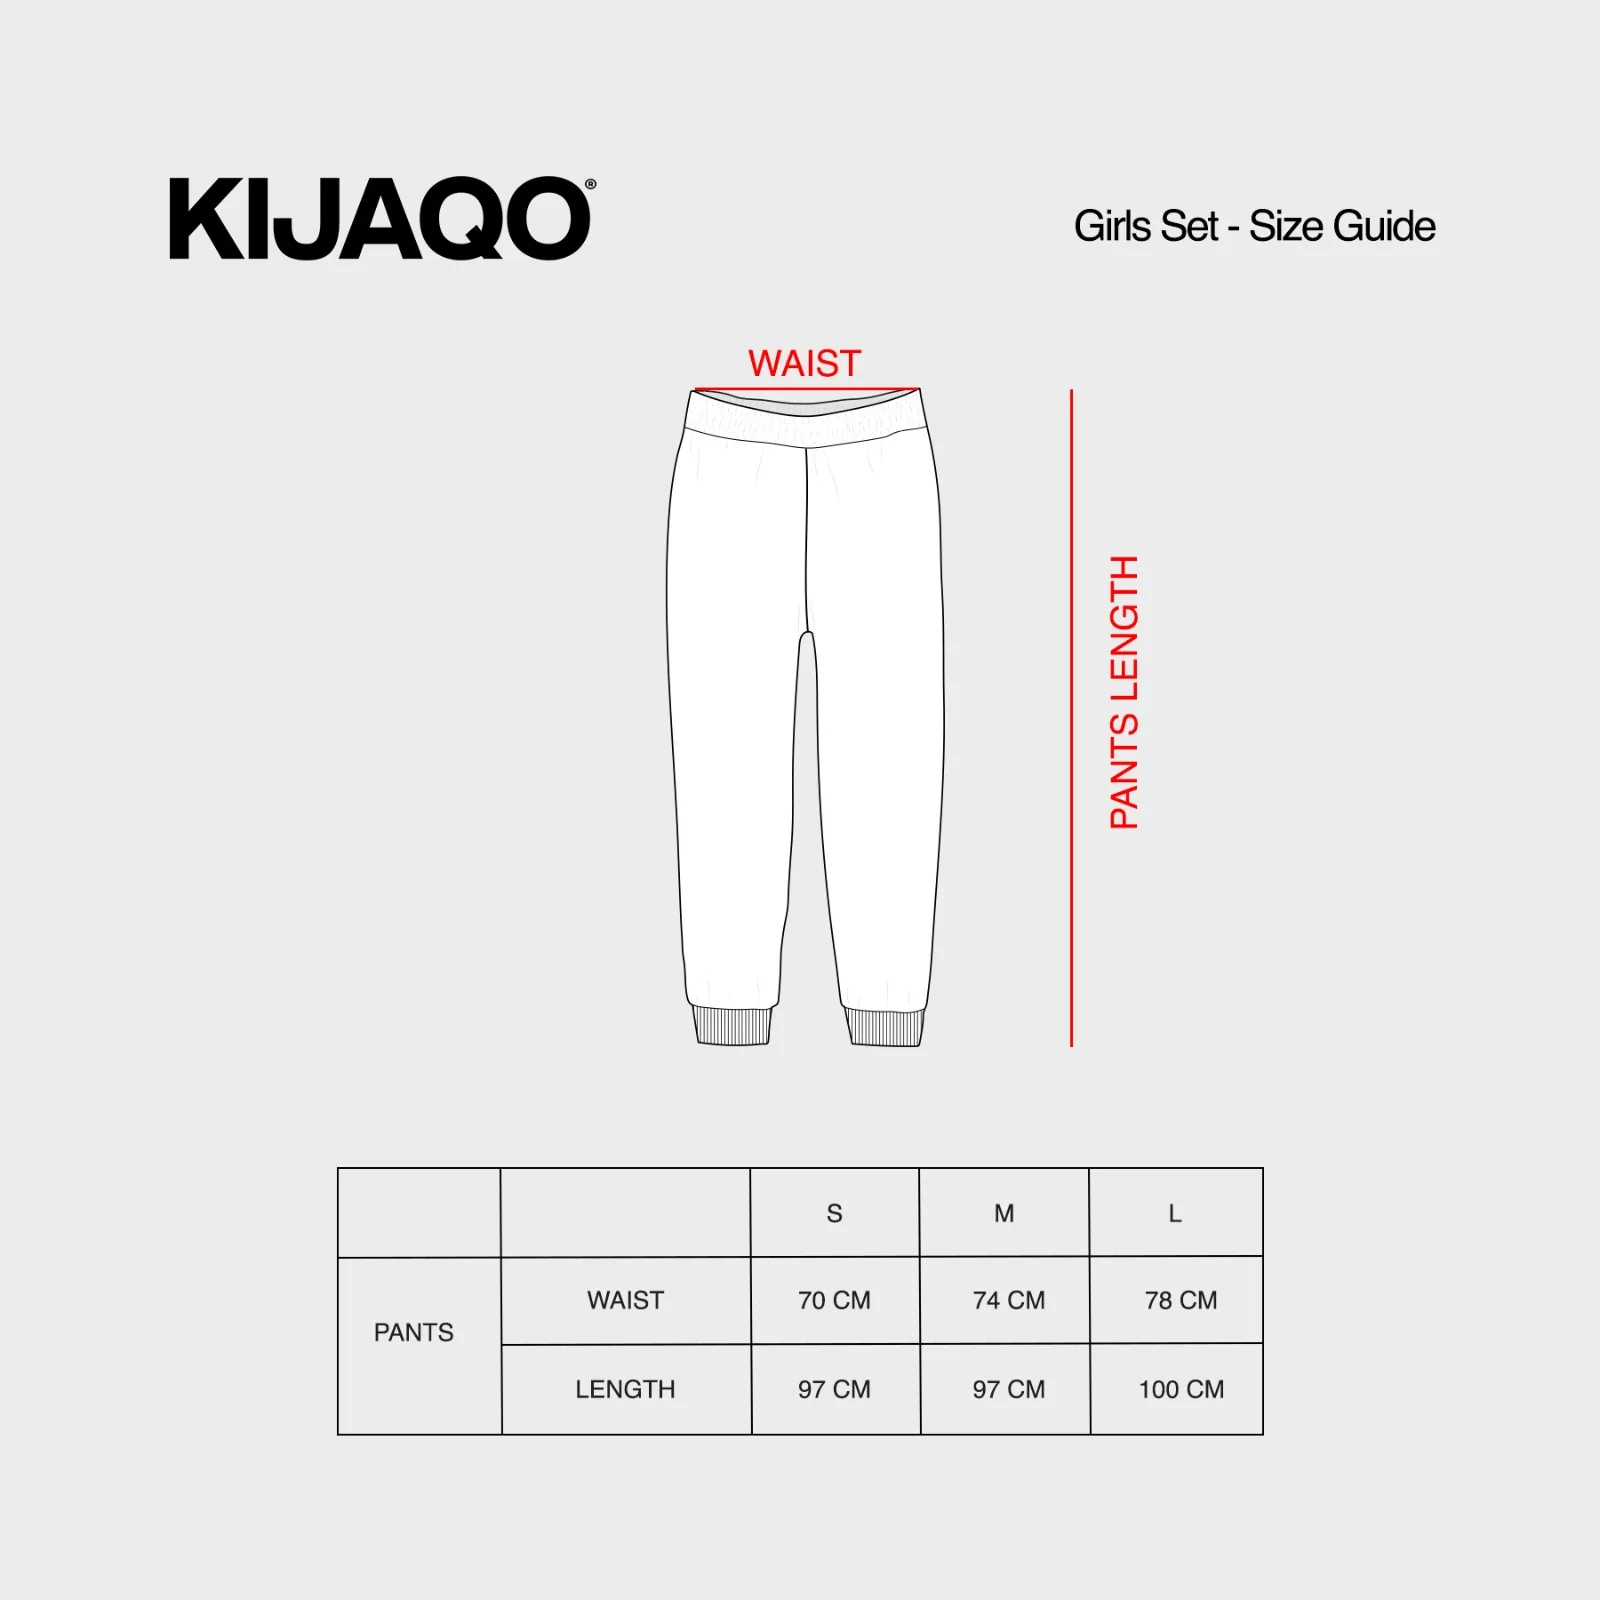 KIJAQO®
Girls Set - Size Guide
WAIST
PANTS LENGTH
S M L
PANTS
WAIST 70 CM 74 CM 78 CM
LENGTH 97 CM 97 CM 100 CM